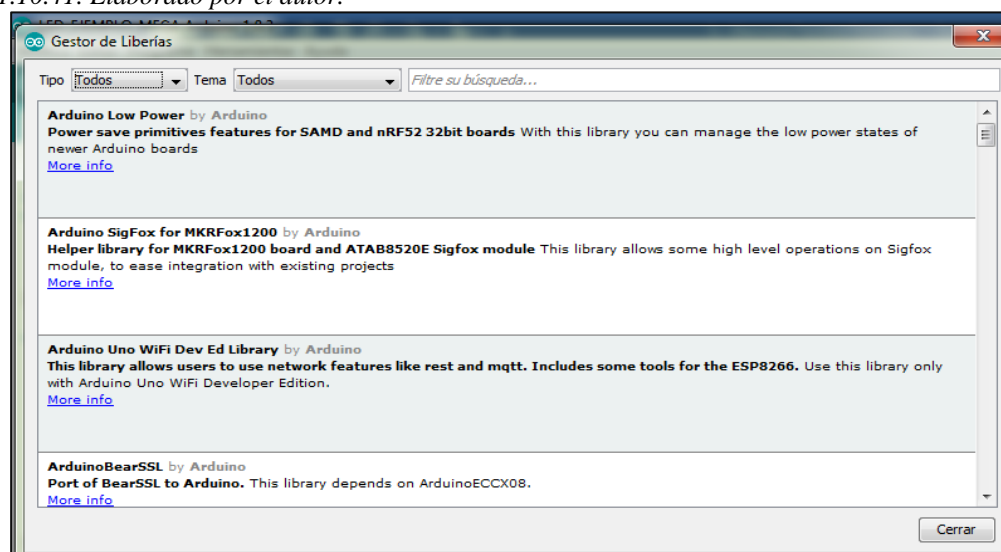 Elaborado por el autor.
Gestor de Liberías
Tipo Todos Tema Todos Filtre su búsqueda...
Arduino Low Power by Arduino
Power save primitives features for SAMD and nRF52 32bit boards With this library you can manage the low power states of
newer Arduino boards
More info
Arduino SigFox for MKRFox1200 by Arduino
Helper library for MKRFox1200 board and ATAB8520E Sigfox module This library allows some high level operations on Sigfox
module, to ease integration with existing projects
More info
Arduino Uno WiFi Dev Ed Library by Arduino
This library allows users to use network features like rest and mqtt. Includes some tools for the ESP8266. Use this library only
with Arduino Uno WiFi Developer Edition.
More info
ArduinoBearSSL by Arduino
Port of BearSSL to Arduino. This library depends on ArduinoECCX08.
More info
Cerrar